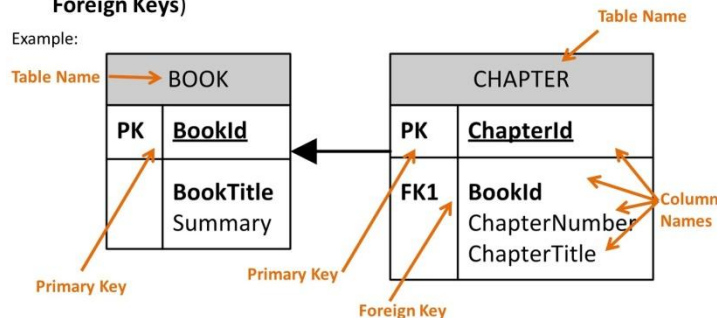 Foreign Keys)
Example:
Table Name
Table Name
BOOK
CHAPTER
PK BookId
PK ChapterId
BookTitle
Summary
FK1 BookId
ChapterNumber
ChapterTitle
Column
Names
Primary Key
Primary Key
Foreign Key